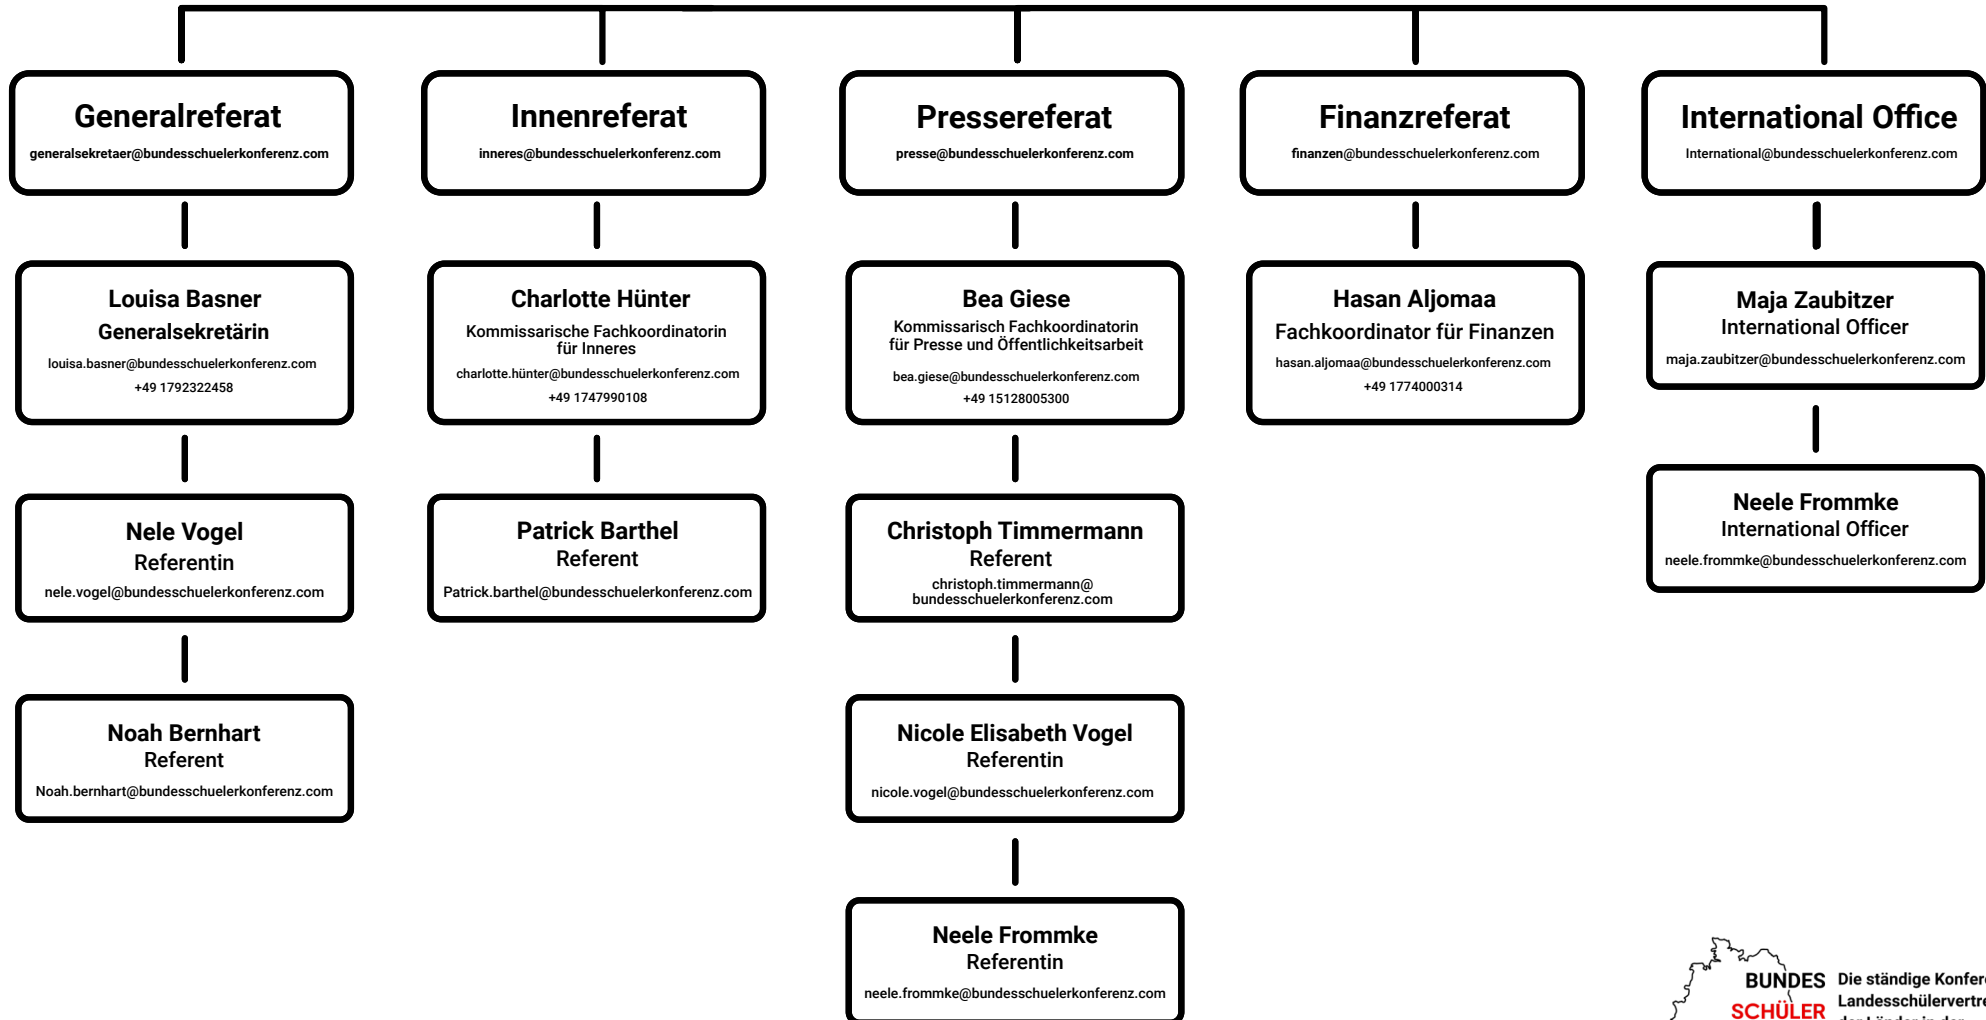 Generalreferat
generalsekretaer@bundesschuelerkonferenz.com
Innenreferat
inneres@bundesschuelerkonferenz.com
Pressereferat
presse@bundesschuelerkonferenz.com
Finanzreferat
finanzen@bundesschuelerkonferenz.com
International Office
International@bundesschuelerkonferenz.com
Louisa Basner
Generalsekretärin
louisa.basner@bundesschuelerkonferenz.com
+49 1792322458
Charlotte Hünter
Kommissarische Fachkoordinatorin
für Inneres
charlotte.hünter@bundesschuelerkonferenz.com
+49 1747990108
Bea Giese
Kommissarisch Fachkoordinatorin
für Presse und Öffentlichkeitsarbeit
bea.giese@bundesschuelerkonferenz.com
+49 15128005300
Hasan Aljomaa
Fachkoordinator für Finanzen
hasan.aljomaa@bundesschuelerkonferenz.com
+49 1774000314
Maja Zaubitzer
International Officer
maja.zaubitzer@bundesschuelerkonferenz.com
Nele Vogel
Referentin
nele.vogel@bundesschuelerkonferenz.com
Patrick Barthel
Referent
Patrick.barthel@bundesschuelerkonferenz.com
Christoph Timmermann
Referent
christoph.timmermann@
bundesschuelerkonferenz.com
Neele Frommke
International Officer
neele.frommke@bundesschuelerkonferenz.com
Noah Bernhart
Referent
Noah.bernhart@bundesschuelerkonferenz.com
Nicole Elisabeth Vogel
Referentin
nicole.vogel@bundesschuelerkonferenz.com
Neele Frommke
Referentin
neele.frommke@bundesschuelerkonferenz.com
BUNDES
SCHÜLER
Die ständige Konfere
Landesschülervertre